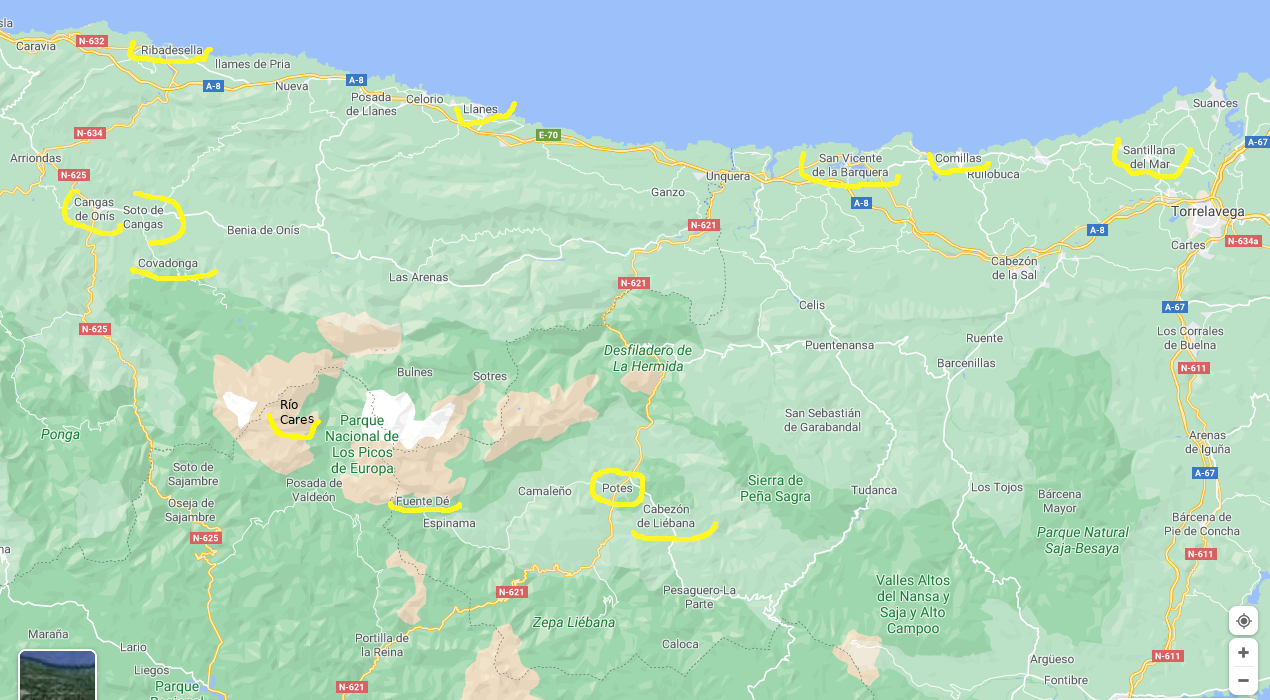 sla
Caravia
N-632
Ribadesella
llames de Pria
A-8
Nueva
A-8
Posada
de Llanes
Celorio
Llanes
E-70
Suances
A-67
N-634
Arriondas
N-625
Cangas
de Onís
Soto de
Cangas
Benia de Onís
Covadonga
Las Arenas
Unquera
Ganzo
N-621
San Vicente
de la Barquera
A-8
Comillas
Ruilobuca
Santillana
del Mar
Torrelavega
A-8
N-634a
Cartes
Cabezón
de la Sal
N-621
Celis
A-67
N-625
Los Corrales
de Buelna
N-611
Desfiladero de
La Hermida
Puentenansa
Ruente
Barcenillas
Bulnes
Sotres
Río
Cares
Parque
Nacional de
Los Picos
de Europa
Ponga
San Sebastián
de Garabandal
Arenas
de Iguña
A-67
Soto de
Sajambre
Posada de
Valdeón
Oseja de
Sajambre
N-625
Fuente Dé
Espinama
Camaleño
Potes
Cabezón
de Liébana
Sierra de
Peña Sagra
Tudanca
Los Tojos
Bárcena
Mayor
Parque Natural
Saja-Besaya
Bárcena de
Pie de Concha
N-611
na
N-621
Pesaguero-La
Parte
Valles Altos
del Nansa y
Saja y Alto
Campoo
Zepa Liébana
Maraña
Lario
Liegos
Parque
Portilla de
la Reina
N-621
Caloca
Argüeso
Fontibre
N-611
+
−